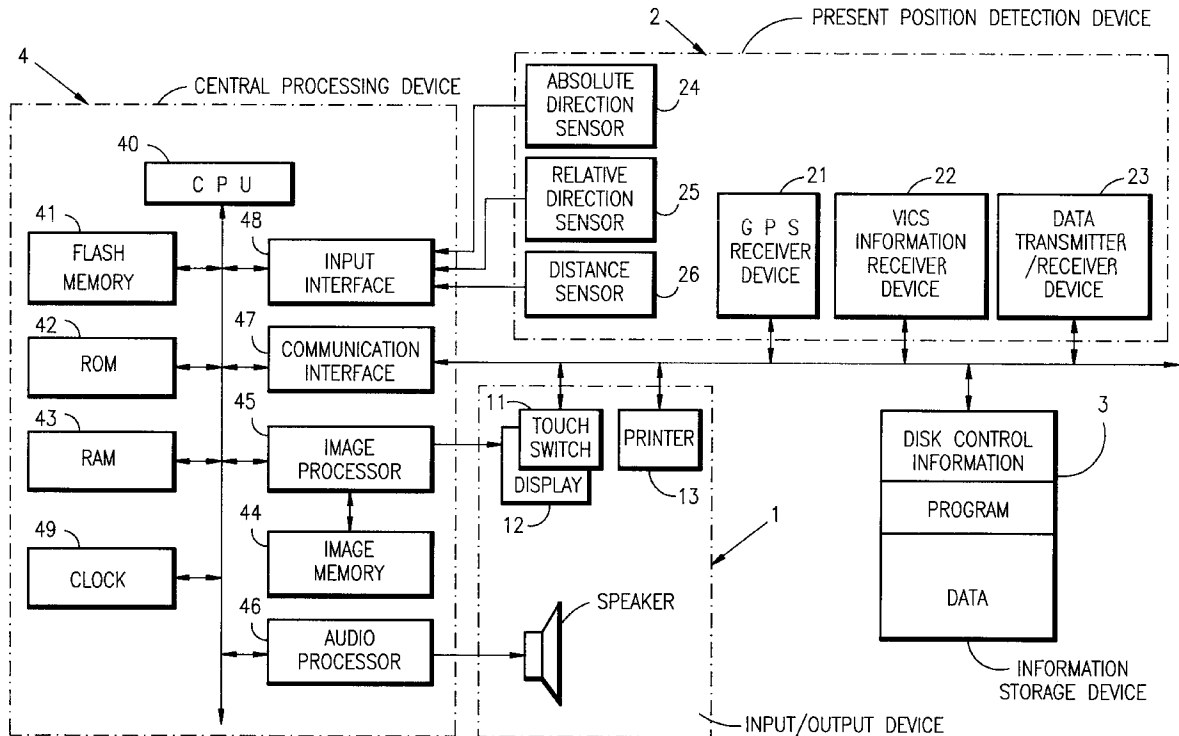 4
CENTRAL PROCESSING DEVICE
40
C P U
41
FLASH
MEMORY
48
INPUT
INTERFACE
42
ROM
47
COMMUNICATION
INTERFACE
43
RAM
45
IMAGE
PROCESSOR
44
IMAGE
MEMORY
49
CLOCK
46
AUDIO
PROCESSOR
2
PRESENT POSITION DETECTION DEVICE
ABSOLUTE
DIRECTION
SENSOR
24
RELATIVE
DIRECTION
SENSOR
25
DISTANCE
SENSOR
26
21
G P S
RECEIVER
DEVICE
22
VICS
INFORMATION
RECEIVER
DEVICE
23
DATA
TRANSMITTER
/RECEIVER
DEVICE
11
TOUCH
SWITCH
DISPLAY
12
PRINTER
13
1
SPEAKER
INPUT/OUTPUT DEVICE
3
DISK CONTROL
INFORMATION
PROGRAM
DATA
INFORMATION
STORAGE DEVICE